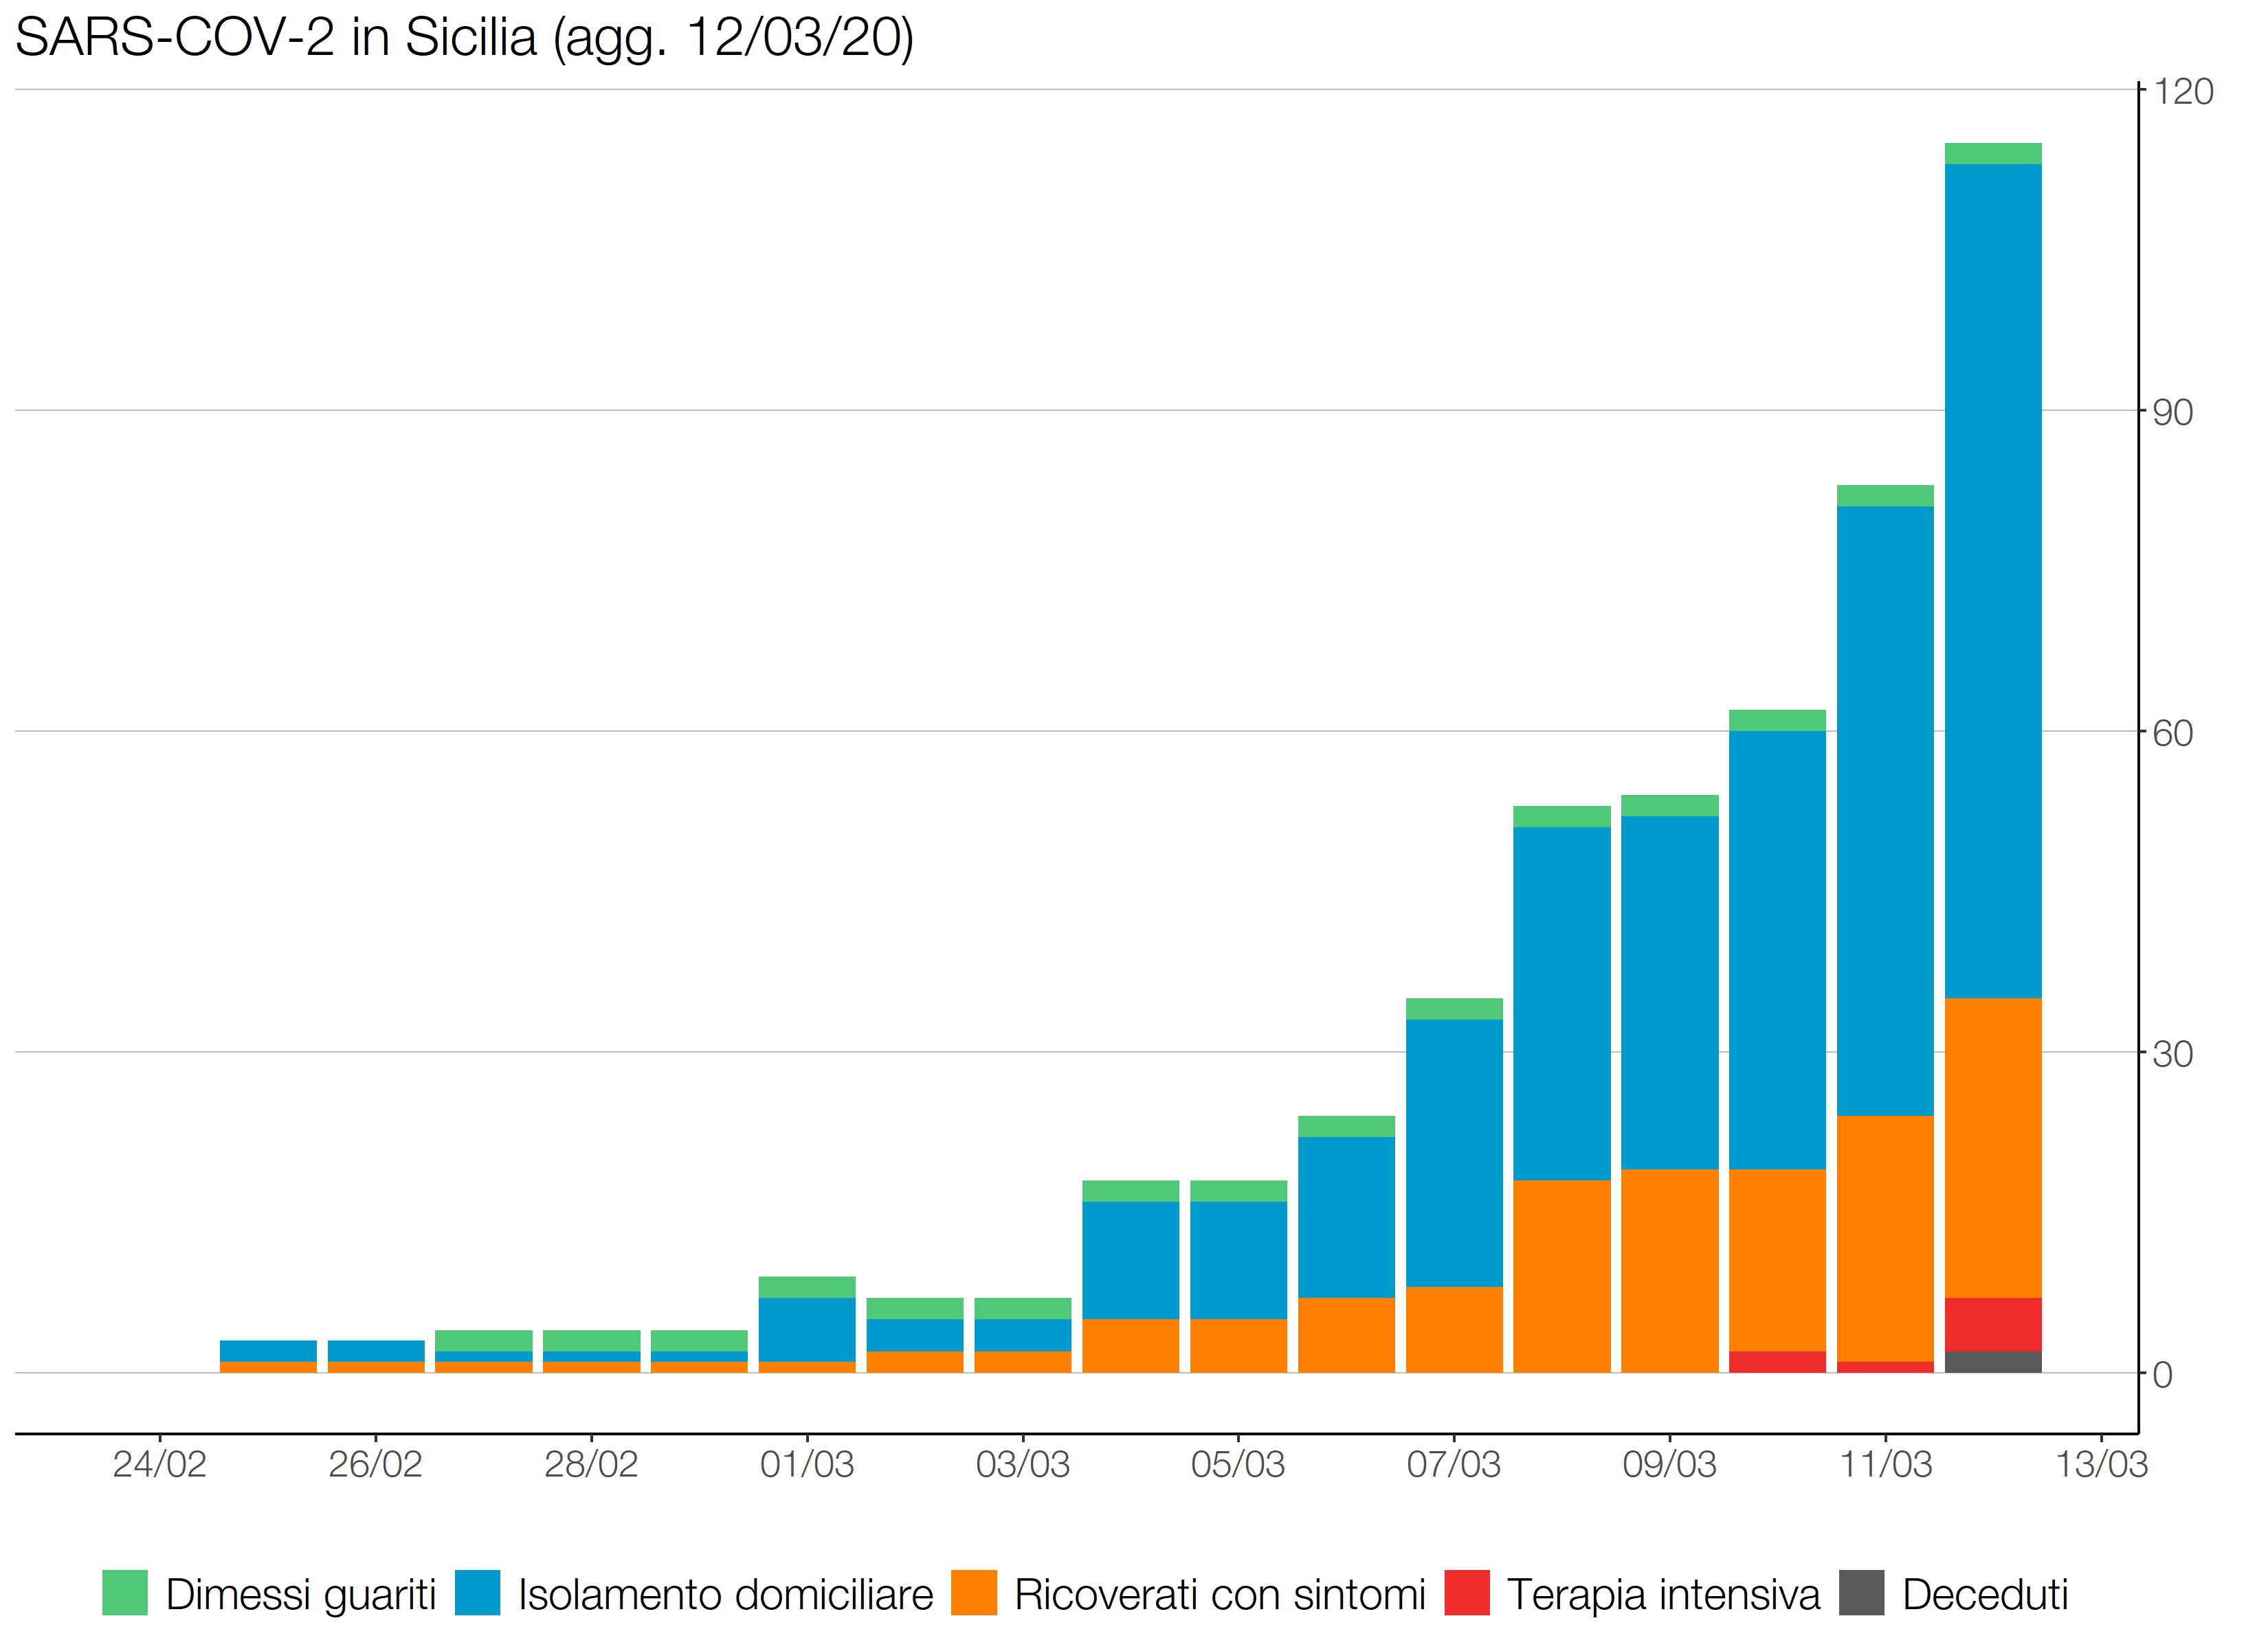 SARS-COV-2 in Sicilia (agg. 12/03/20)
120
90
60
30
0
24/02 26/02 28/02 01/03 03/03 05/03 07/03 09/03 11/03 13/03
Dimessi guariti Isolamento domiciliare Ricoverati con sintomi Terapia intensiva Deceduti